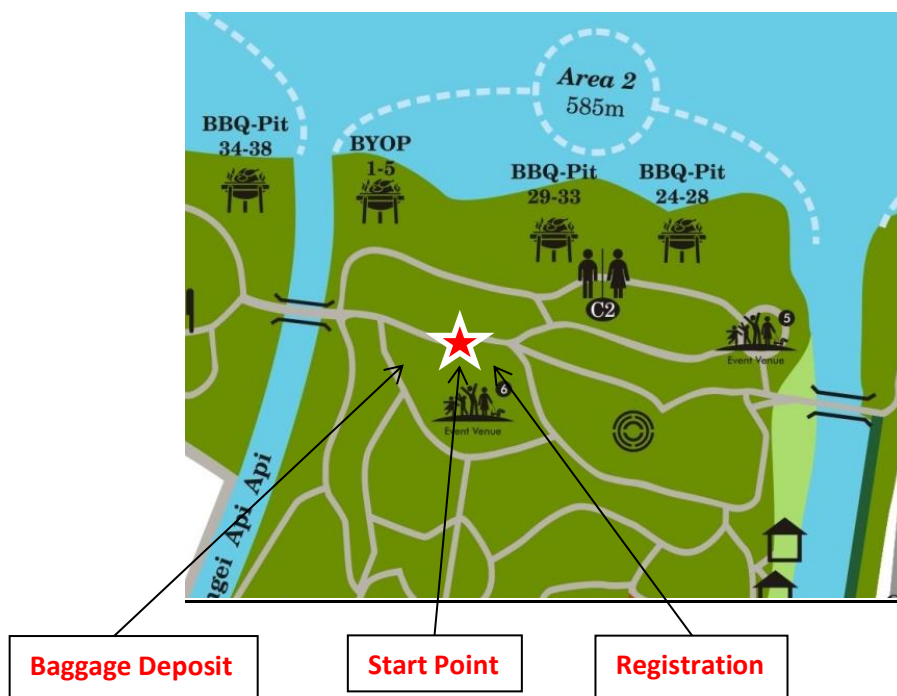 Area 2
585m
BBQ-Pit
34-38
BYOP
1-5
BBQ-Pit
29-33
BBQ-Pit
24-28
C2
5
Event Venue
6
Event Venue
ngei Api Api
Baggage Deposit
Start Point
Registration